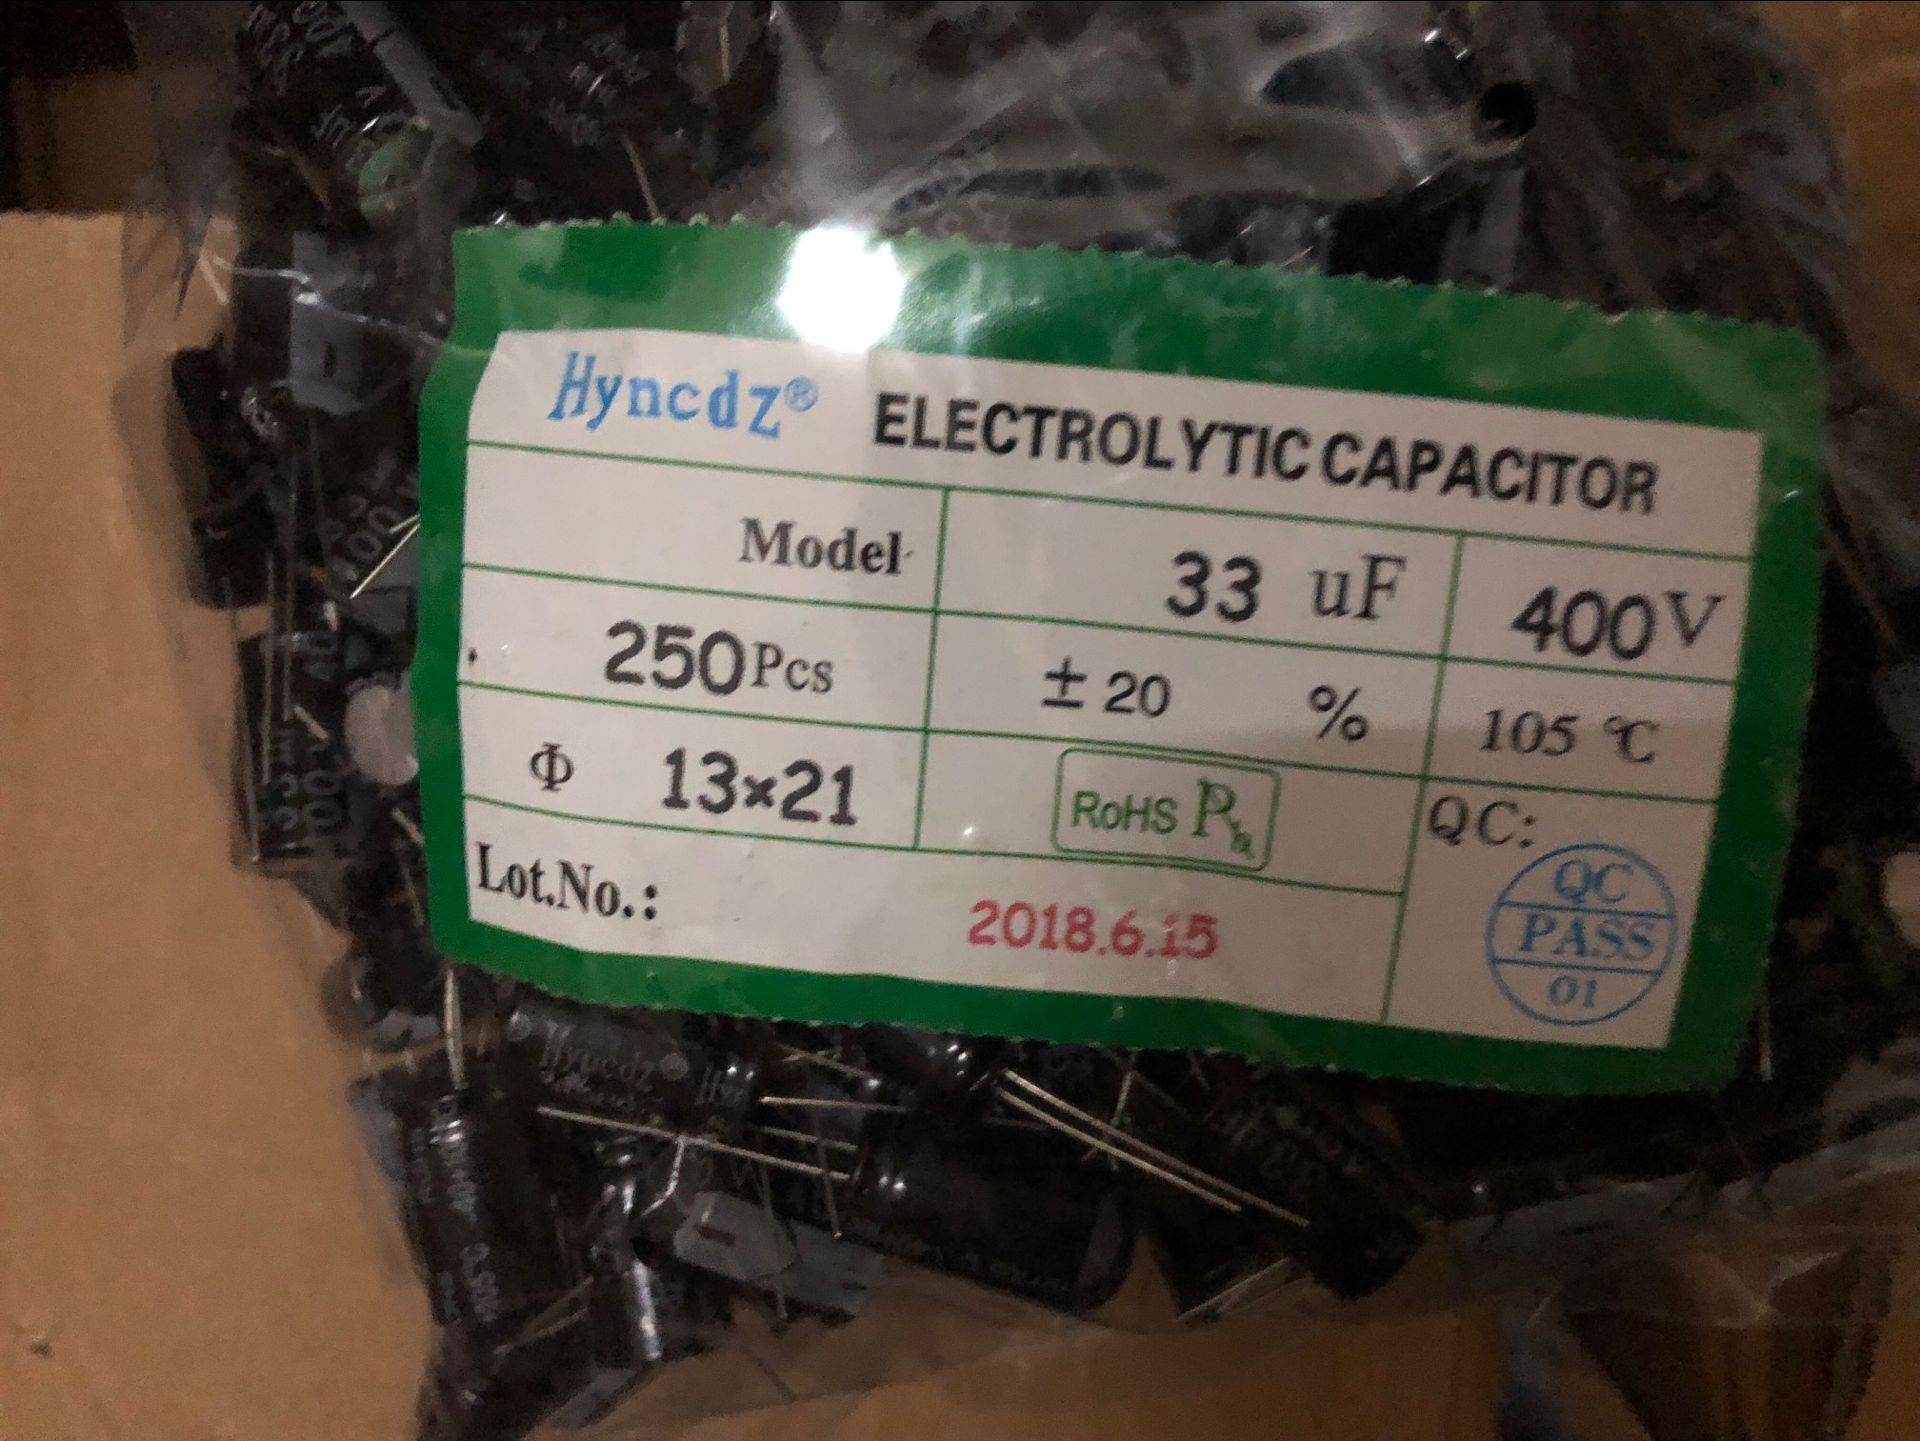 Hyncdz® ELECTROLYTIC CAPACITOR
Model 33 uF 400V
250Pcs ±20 % 105 ℃
Φ 13×21 RoHS QC:
Lot.No.: 2018.6.15
QC
PASS
01
Hyncdz®